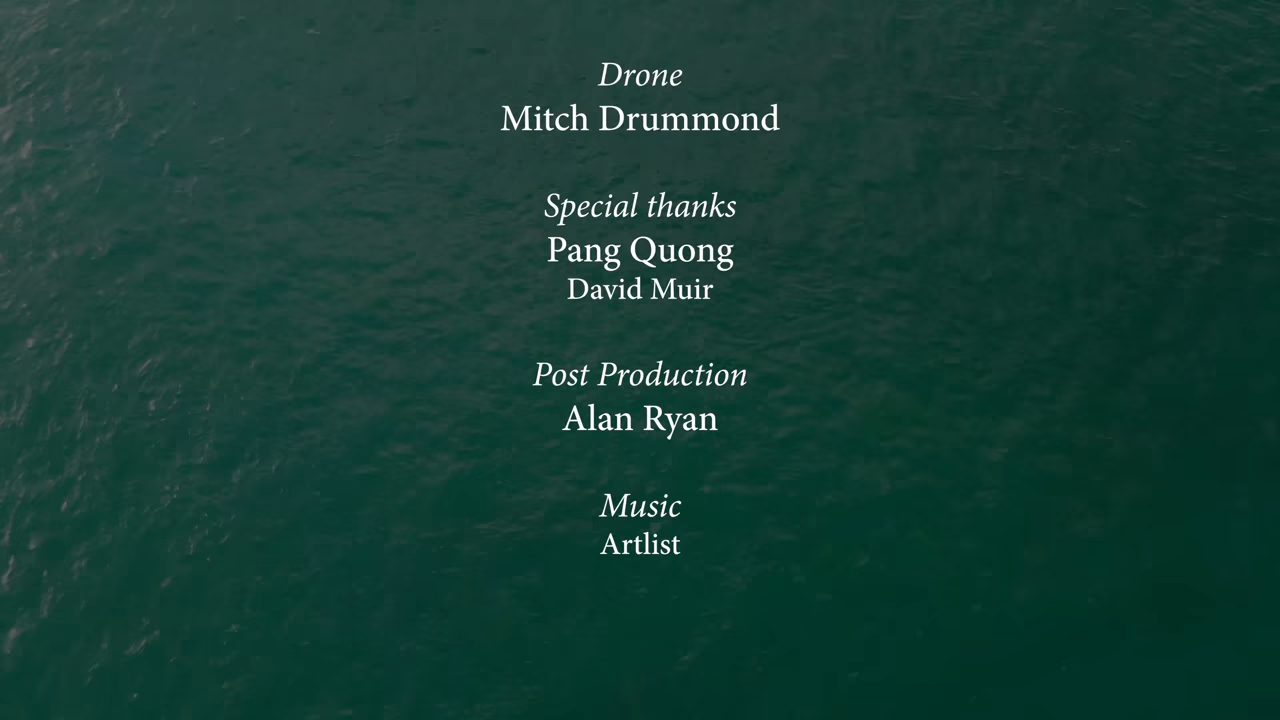 Drone
Mitch Drummond
Special thanks
Pang Quong
David Muir
Post Production
Alan Ryan
Music
Artlist